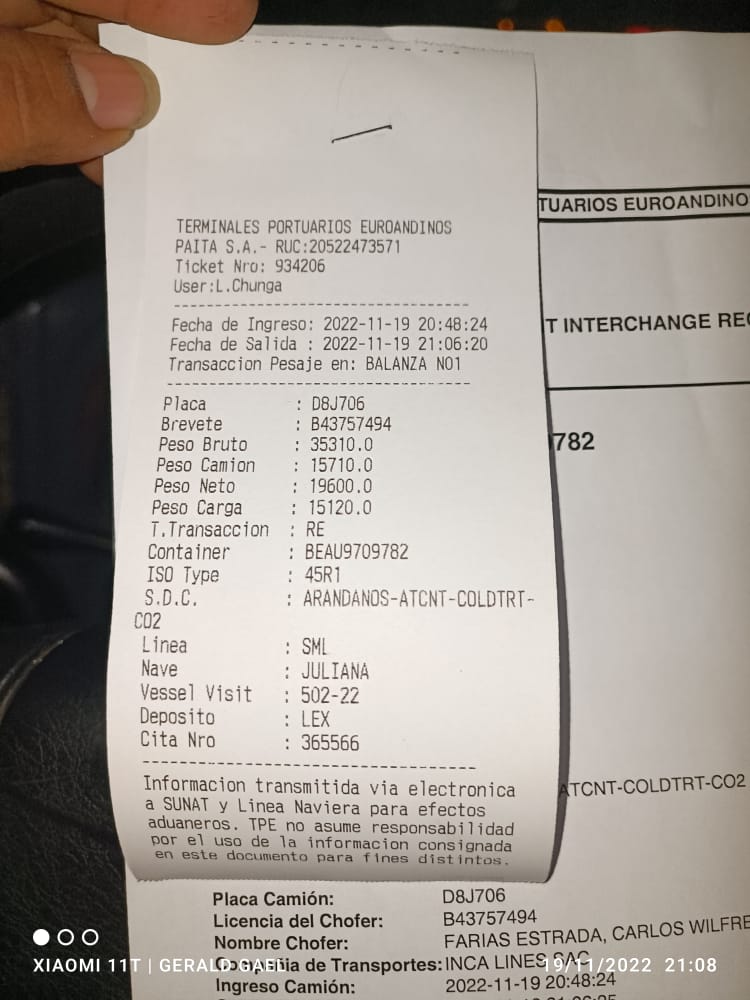 TERMINALES PORTUARIOS EUROANDINOS
PAITA S.A.- RUC:20522473571
Ticket Nro: 934206
User:L.Chunga
Fecha de Ingreso: 2022-11-19 20:48:24
Fecha de Salida : 2022-11-19 21:06:20
Transaccion Pesaje en: BALANZA NO1
Placa : D8J706
Brevete : B43757494
Peso Bruto : 35310.0
Peso Camion : 15710.0
Peso Neto : 19600.0
Peso Carga : 15120.0
T.Transaccion : RE
Container : BEAU9709782
ISO Type : 45R1
S.D.C. : ARANDANOS-ATCNT-COLDTRT-
CO2
Linea : SML
Nave : JULIANA
Vessel Visit : 502-22
Deposito : LEX
Cita Nro : 365566
Informacion transmitida via electronica
a SUNAT y Linea Naviera para efectos
aduaneros. TPE no asume responsabilidad
por el uso de la informacion consignada
en este documento para fines distintos.
TUARIOS EUROANDINO
T INTERCHANGE REC
782
ATCNT-COLDTRT-CO2
Placa Camión: D8J706
Licencia del Chofer: B43757494
Nombre Chofer: FARIAS ESTRADA, CARLOS WILFRE
Compañia de Transportes: INCA LINES SAC
Ingreso Camión: 2022-11-19 20:48:24
XIAOMI 11T | GERALD GAEL
19/11/2022 21:08